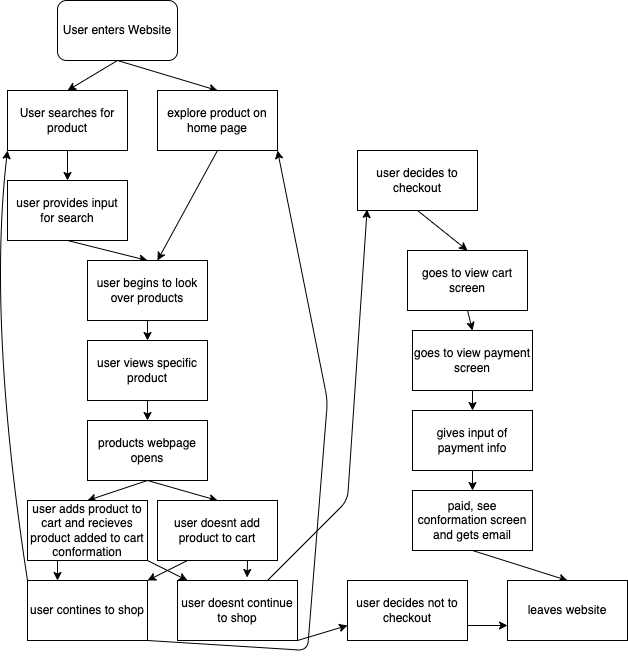 User enters Website
User searches for
product
explore product on
home page
user provides input
for search
user begins to look
over products
user views specific
product
products webpage
opens
user adds product to
cart and recieves
product added to cart
conformation
user doesnt add
product to cart
user contines to shop
user doesnt continue
to shop
user decides to
checkout
goes to view cart
screen
goes to view payment
screen
gives input of
payment info
paid, see
conformation screen
and gets email
user decides not to
checkout
leaves website